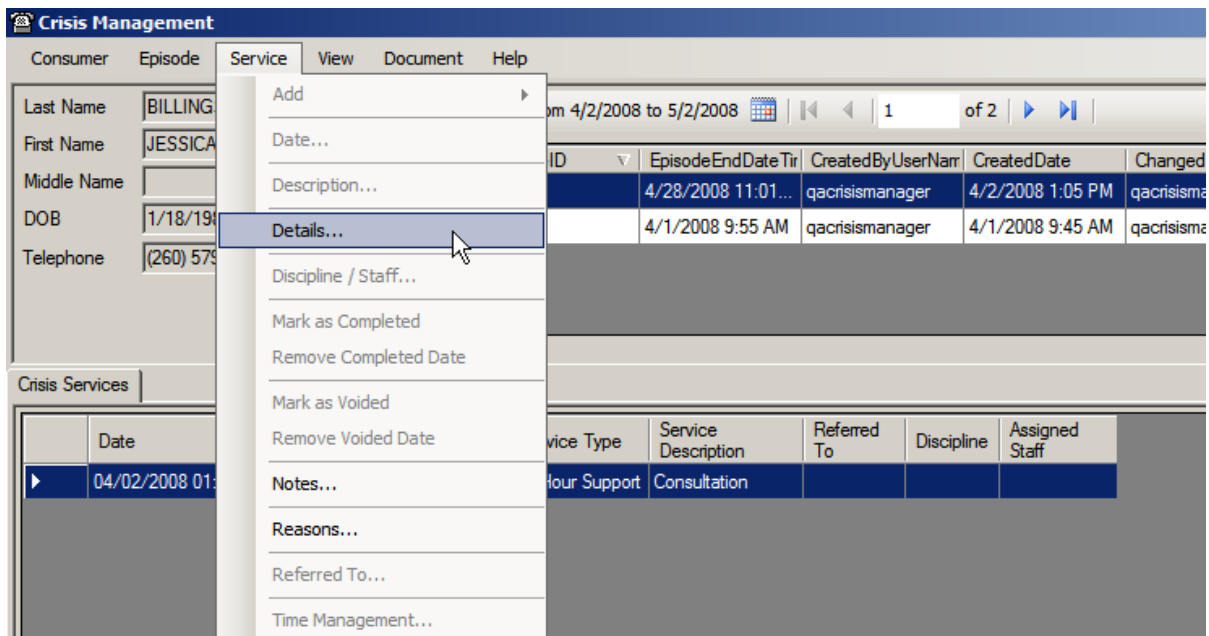 Crisis Management
Consumer Episode Service View Document Help
Last Name BILLING
First Name JESSICA
Middle Name
DOB 1/18/19
Telephone (260) 579
Add
Date...
Description...
Details...
Discipline / Staff...
Mark as Completed
Remove Completed Date
Mark as Voided
Remove Voided Date
Notes...
Reasons...
Referred To...
Time Management...
4/2/2008 to 5/2/2008 1 of 2
ID EpisodeEndDateTir CreatedByUserNam CreatedDate Changed
4/28/2008 11:01... qacrisismanager 4/2/2008 1:05 PM qacrisisma
4/1/2008 9:55 AM qacrisismanager 4/1/2008 9:45 AM qacrisisma
Crisis Services
Date vice Type Service Description Referred To Discipline Assigned Staff
04/02/2008 01: Hour Support Consultation